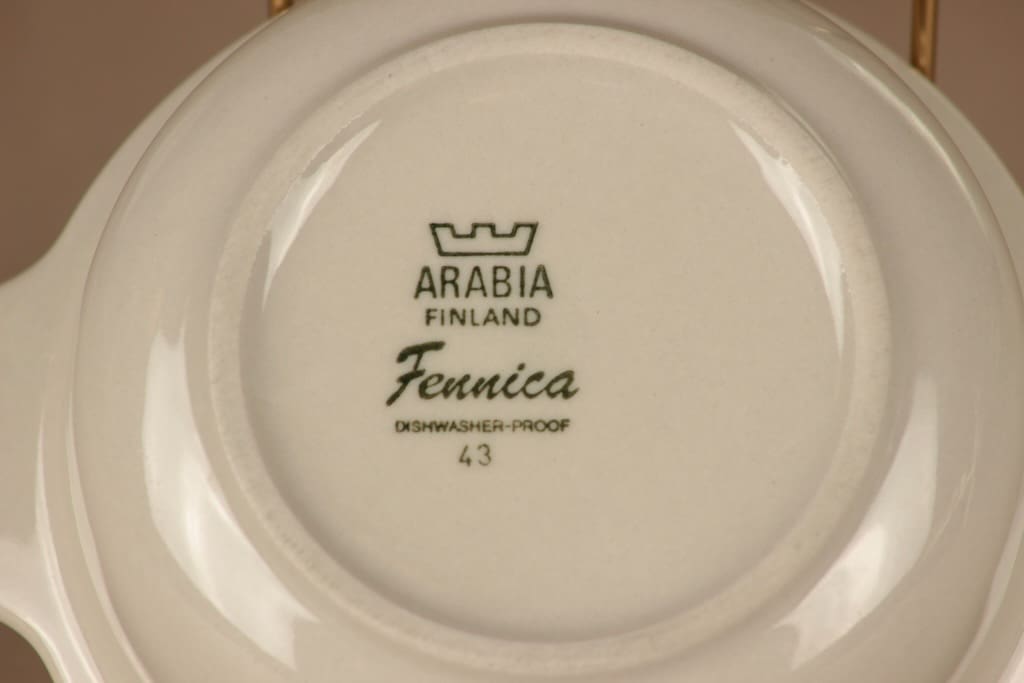 ARABIA
FINLAND
Fennica
DISHWASHER-PROOF
43